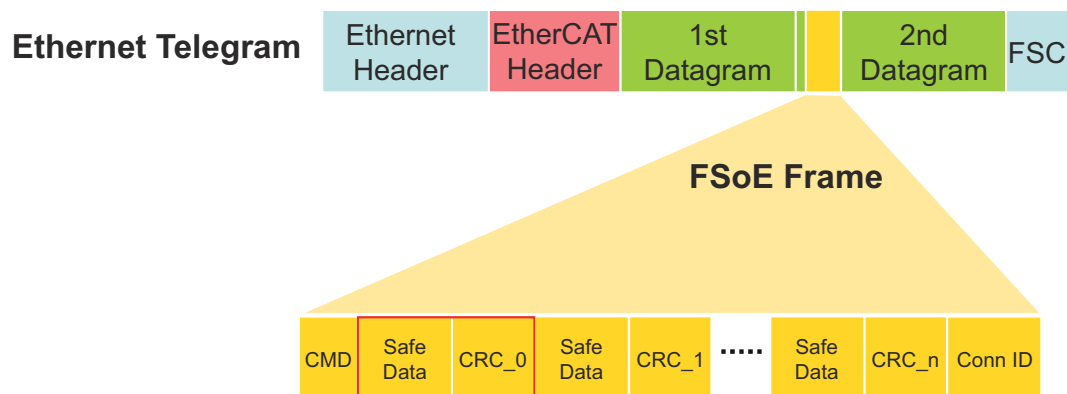 Ethernet Telegram
Ethernet
Header
EtherCAT
Header
1st
Datagram
2nd
Datagram
FSC
FSoE Frame
CMD
Safe
Data
CRC_0
Safe
Data
CRC_1
.....
Safe
Data
CRC_n
Conn ID